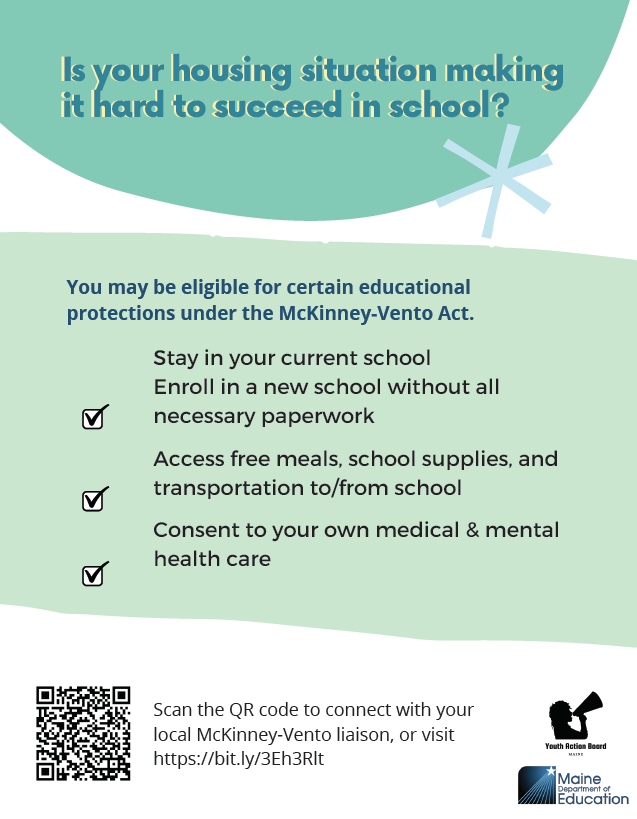 Is your housing situation making
it hard to succeed in school?
You may be eligible for certain educational
protections under the McKinney-Vento Act.
Stay in your current school
Enroll in a new school without all
necessary paperwork
Access free meals, school supplies, and
transportation to/from school
Consent to your own medical & mental
health care
Scan the QR code to connect with your
local McKinney-Vento liaison, or visit
https://bit.ly/3Eh3Rlt
Youth Action Board
MAINE
Maine
Department of
Education